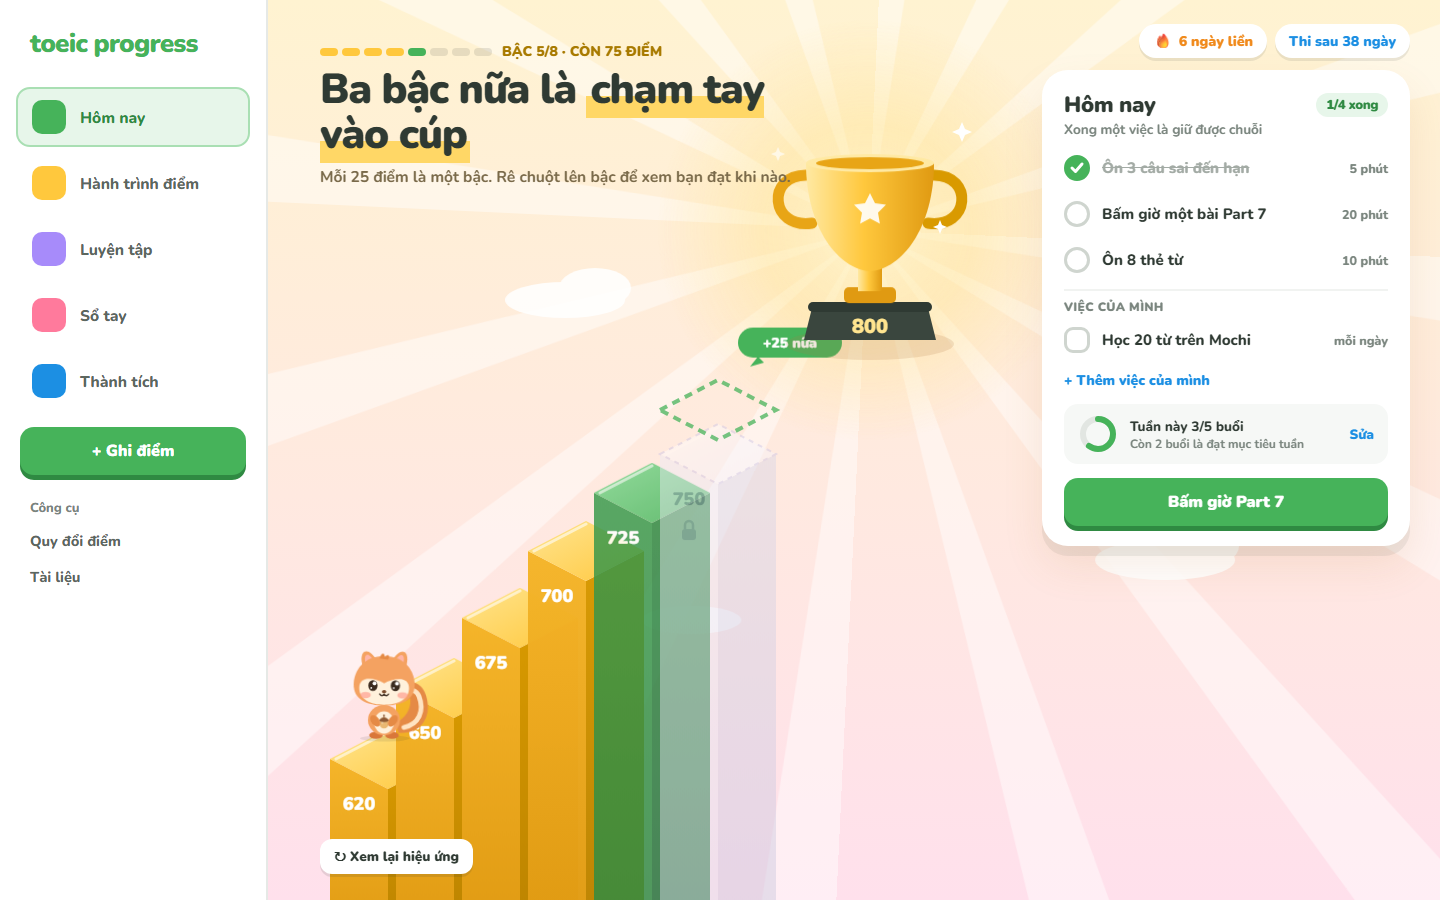 toeic progress
Hôm nay
Hành trình điểm
Luyện tập
Sổ tay
Thành tích
+ Ghi điểm
Công cụ
Quy đổi điểm
Tài liệu
BẬC 5/8 · CÒN 75 ĐIỂM
Ba bậc nữa là chạm tay
vào cúp
Mỗi 25 điểm là một bậc. Rê chuột lên bậc để xem bạn đạt khi nào.
800
+25 nữa
750
725
700
675
650
620
↻ Xem lại hiệu ứng
6 ngày liền
Thi sau 38 ngày
Hôm nay
1/4 xong
Xong một việc là giữ được chuỗi
Ôn 3 câu sai đến hạn
5 phút
Bấm giờ một bài Part 7
20 phút
Ôn 8 thẻ từ
10 phút
VIỆC CỦA MÌNH
Học 20 từ trên Mochi
mỗi ngày
+ Thêm việc của mình
Tuần này 3/5 buổi
Còn 2 buổi là đạt mục tiêu tuần
Sửa
Bấm giờ Part 7